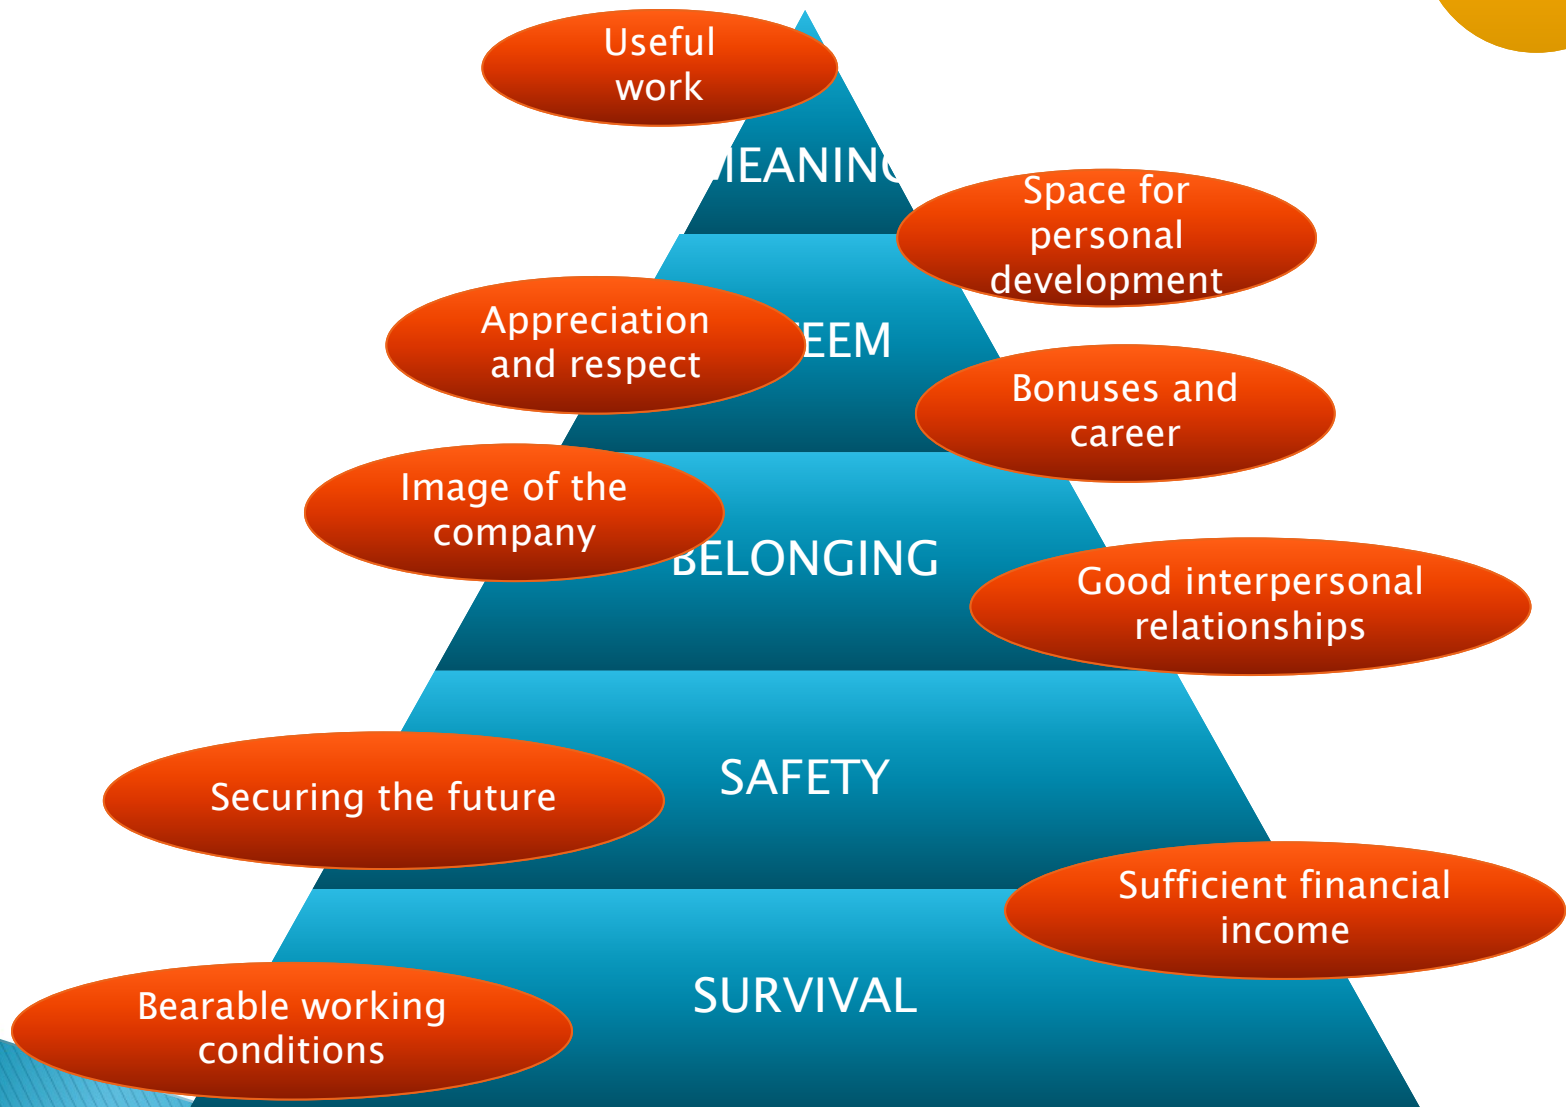 Useful
work
MEANING
Space for
personal
development
Appreciation
and respect
EEM
Bonuses and
career
Image of the
company
BELONGING
Good interpersonal
relationships
SAFETY
Securing the future
Sufficient financial
income
SURVIVAL
Bearable working
conditions